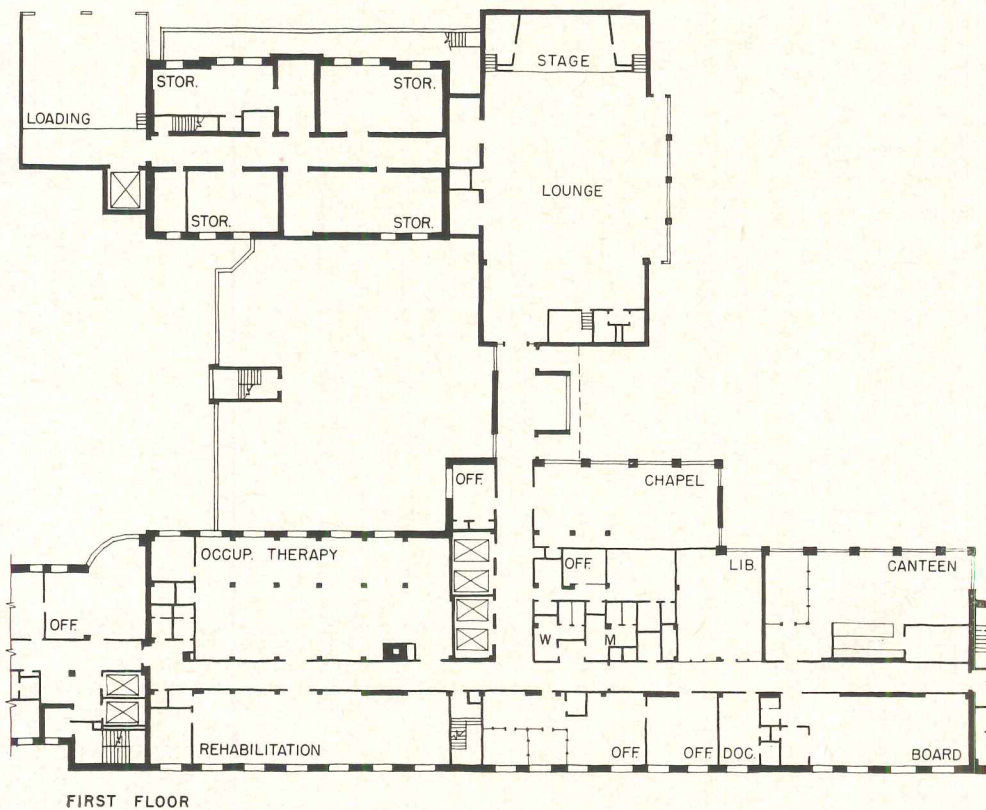 STAGE
STOR.
STOR.
LOADING
LOUNGE
STOR.
STOR.
OFF.
CHAPEL
OCCUP. THERAPY
OFF.
LIB.
CANTEEN
OFF.
W
M
REHABILITATION
OFF.
OFF.
DOC.
BOARD
FIRST FLOOR